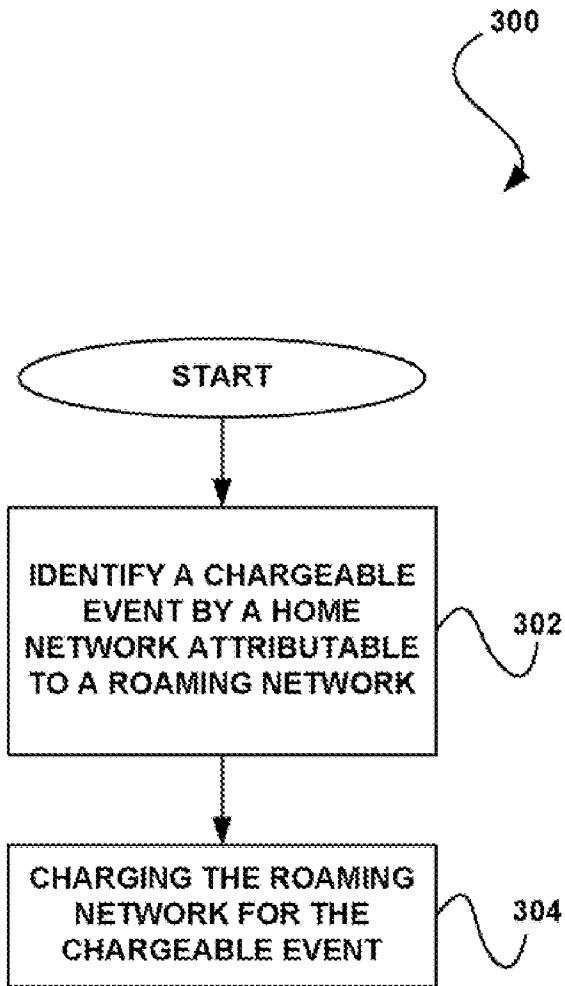 300
START
IDENTIFY A CHARGEABLE
EVENT BY A HOME
NETWORK ATTRIBUTABLE
TO A ROAMING NETWORK
302
CHARGING THE ROAMING
NETWORK FOR THE
CHARGEABLE EVENT
304